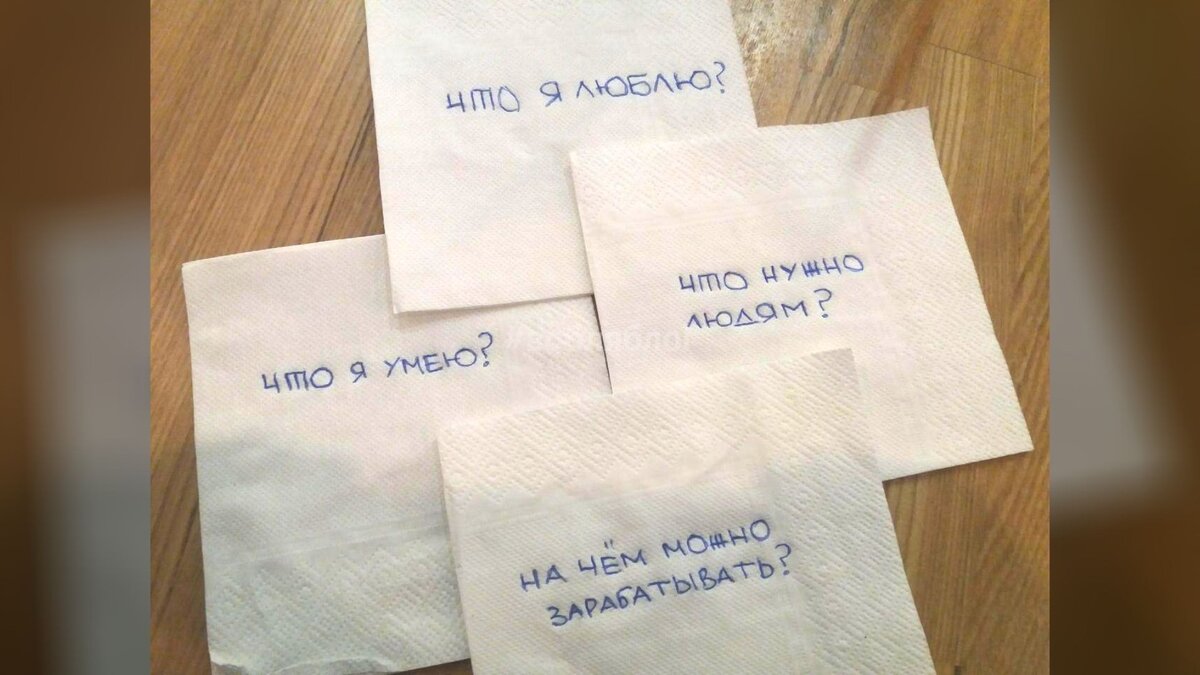 ЧТО Я ЛЮБЛЮ?
ЧТО НУЖНО
ЛЮДЯМ?
ЧТО Я УМЕЮ?
НА ЧЁМ МОЖНО
ЗАРАБАТЫВАТЬ?